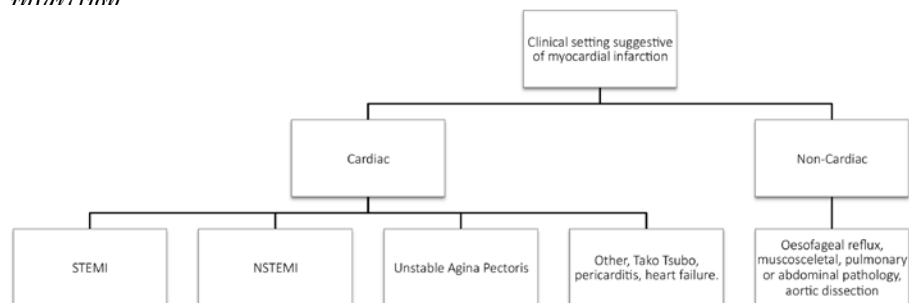 Clinical setting suggestive
of myocardial infarction
Cardiac
Non-Cardiac
STEMI
NSTEMI
Unstable Agina Pectoris
Other, Tako Tsubo,
pericarditis, heart failure.
Oesofageal reflux,
muscosceletal, pulmonary
or abdominal pathology,
aortic dissection